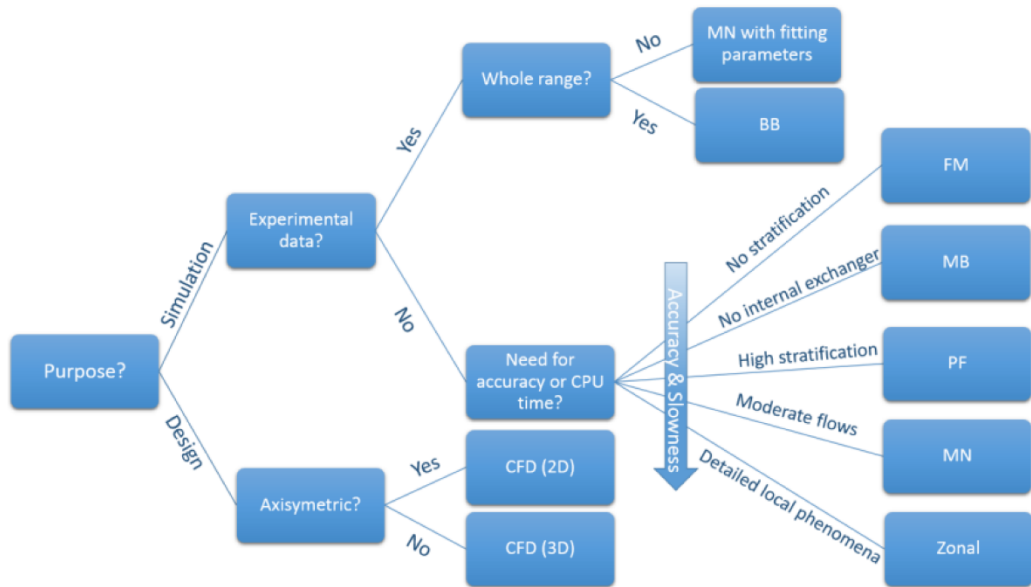 Purpose?
Simulation
Design
Experimental
data?
Yes
No
Whole range?
No
Yes
MN with fitting
parameters
BB
Need for
accuracy or CPU
time?
Accuracy & Slowness
No stratification
No internal exchanger
High stratification
Moderate flows
Detailed local phenomena
FM
MB
PF
MN
Zonal
Axisymetric?
Yes
No
CFD (2D)
CFD (3D)